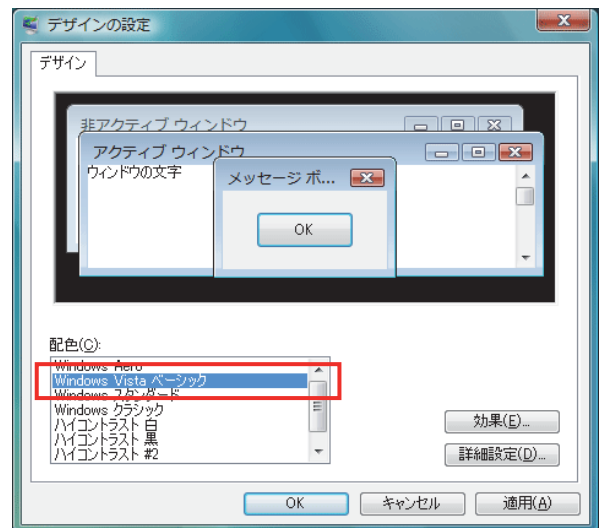 デザインの設定
デザイン
非アクティブ ウィンドウ
アクティブ ウィンドウ
ウィンドウの文字
メッセージ ボ...
OK
配色(C):
Windows Aero
Windows Vista ベーシック
Windows スタンダード
Windows クラシック
ハイコントラスト 白
ハイコントラスト 黒
ハイコントラスト #2
効果(E)...
詳細設定(D)...
OK キャンセル 適用(A)